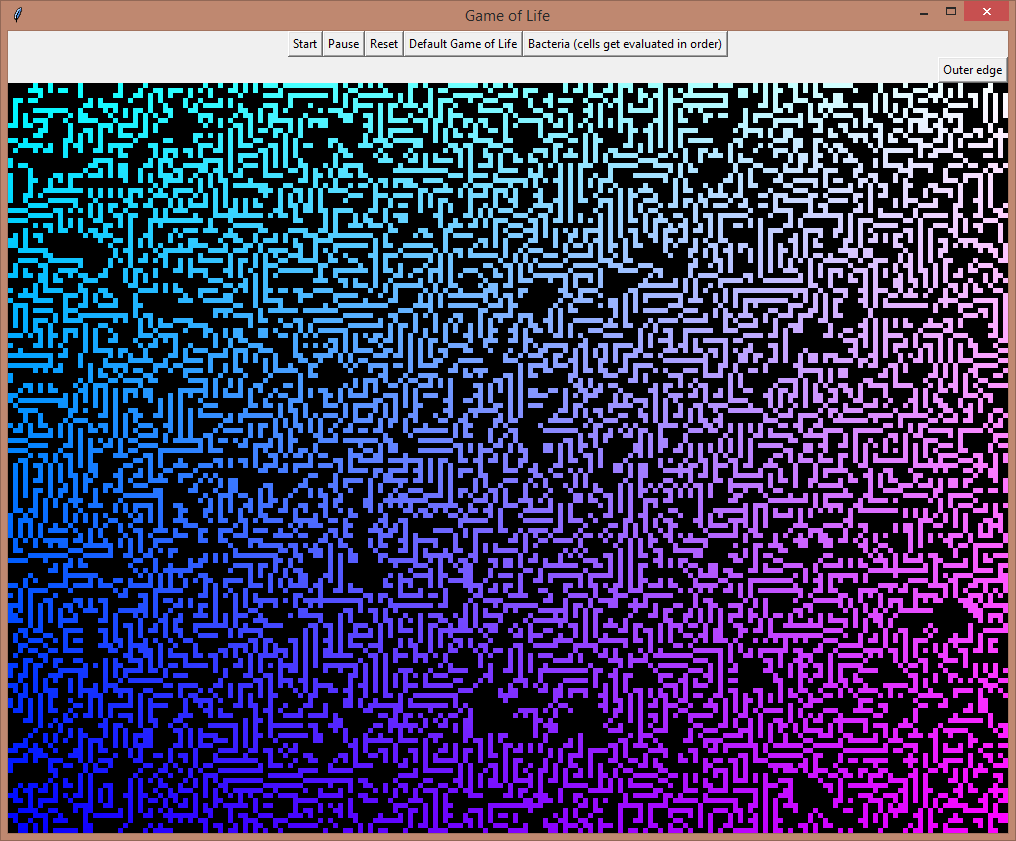 Game of Life
Start Pause Reset Default Game of Life Bacteria (cells get evaluated in order)
Outer edge